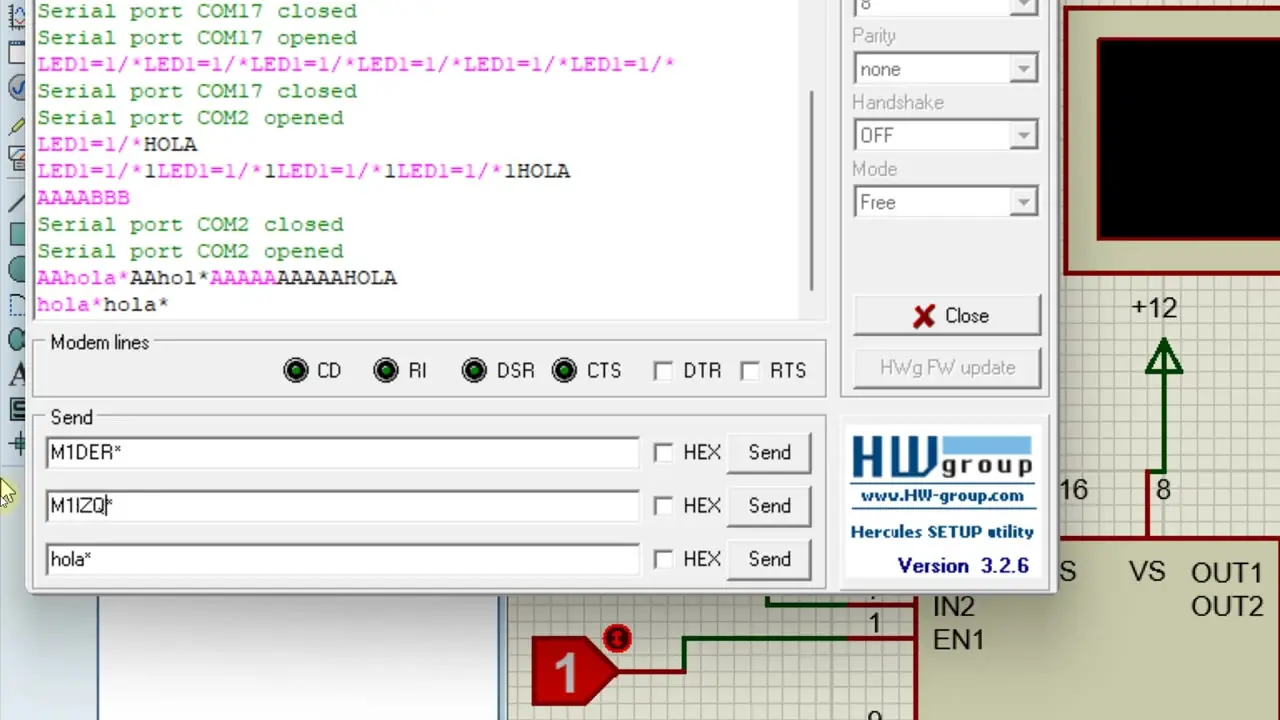 Serial port COM17 closed
Serial port COM17 opened
LED1=1/*LED1=1/*LED1=1/*LED1=1/*LED1=1/*LED1=1/*
Serial port COM17 closed
Serial port COM2 opened
LED1=1/*HOLA
LED1=1/*1LED1=1/*1LED1=1/*1LED1=1/*1HOLA
AAAABBB
Serial port COM2 closed
Serial port COM2 opened
AAhola*AAhol*AAAAAAAAAAHOLA
hola*hola*
8
Parity
none
Handshake
OFF
Mode
Free
Close
HWg FW update
Modem lines
CD RI DSR CTS DTR RTS
Send
M1DER* HEX Send
M1IZQ* HEX Send
hola* HEX Send
HW group
www.HW-group.com
Hercules SETUP utility
Version 3.2.6
+12
16 8
S VS OUT1
OUT2
IN2
1
EN1
1
9